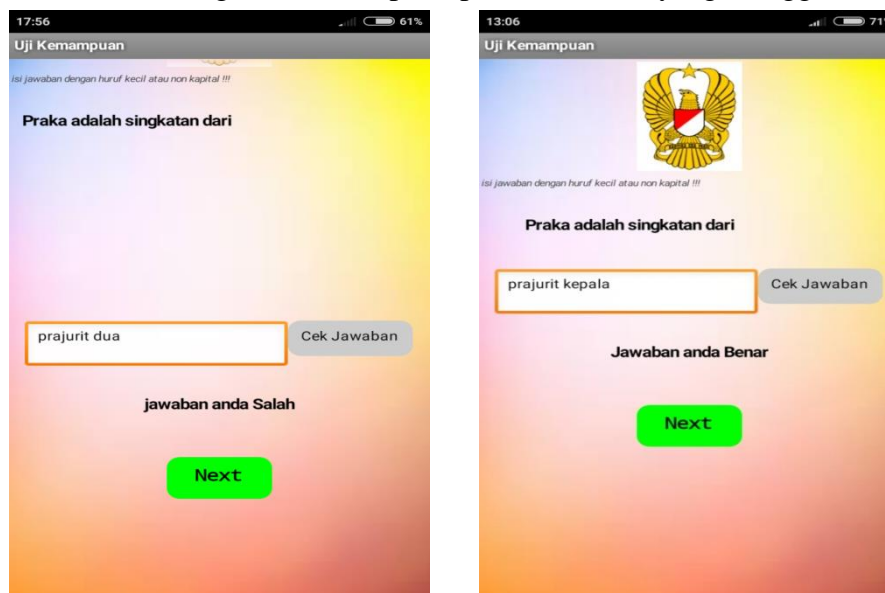 17:56 61%
Uji Kemampuan
isi jawaban dengan huruf kecil atau non kapital !!!
Praka adalah singkatan dari
prajurit dua
Cek Jawaban
jawaban anda Salah
Next
13:06 71
Uji Kemampuan
isi jawaban dengan huruf kecil atau non kapital !!!
Praka adalah singkatan dari
prajurit kepala
Cek Jawaban
Jawaban anda Benar
Next